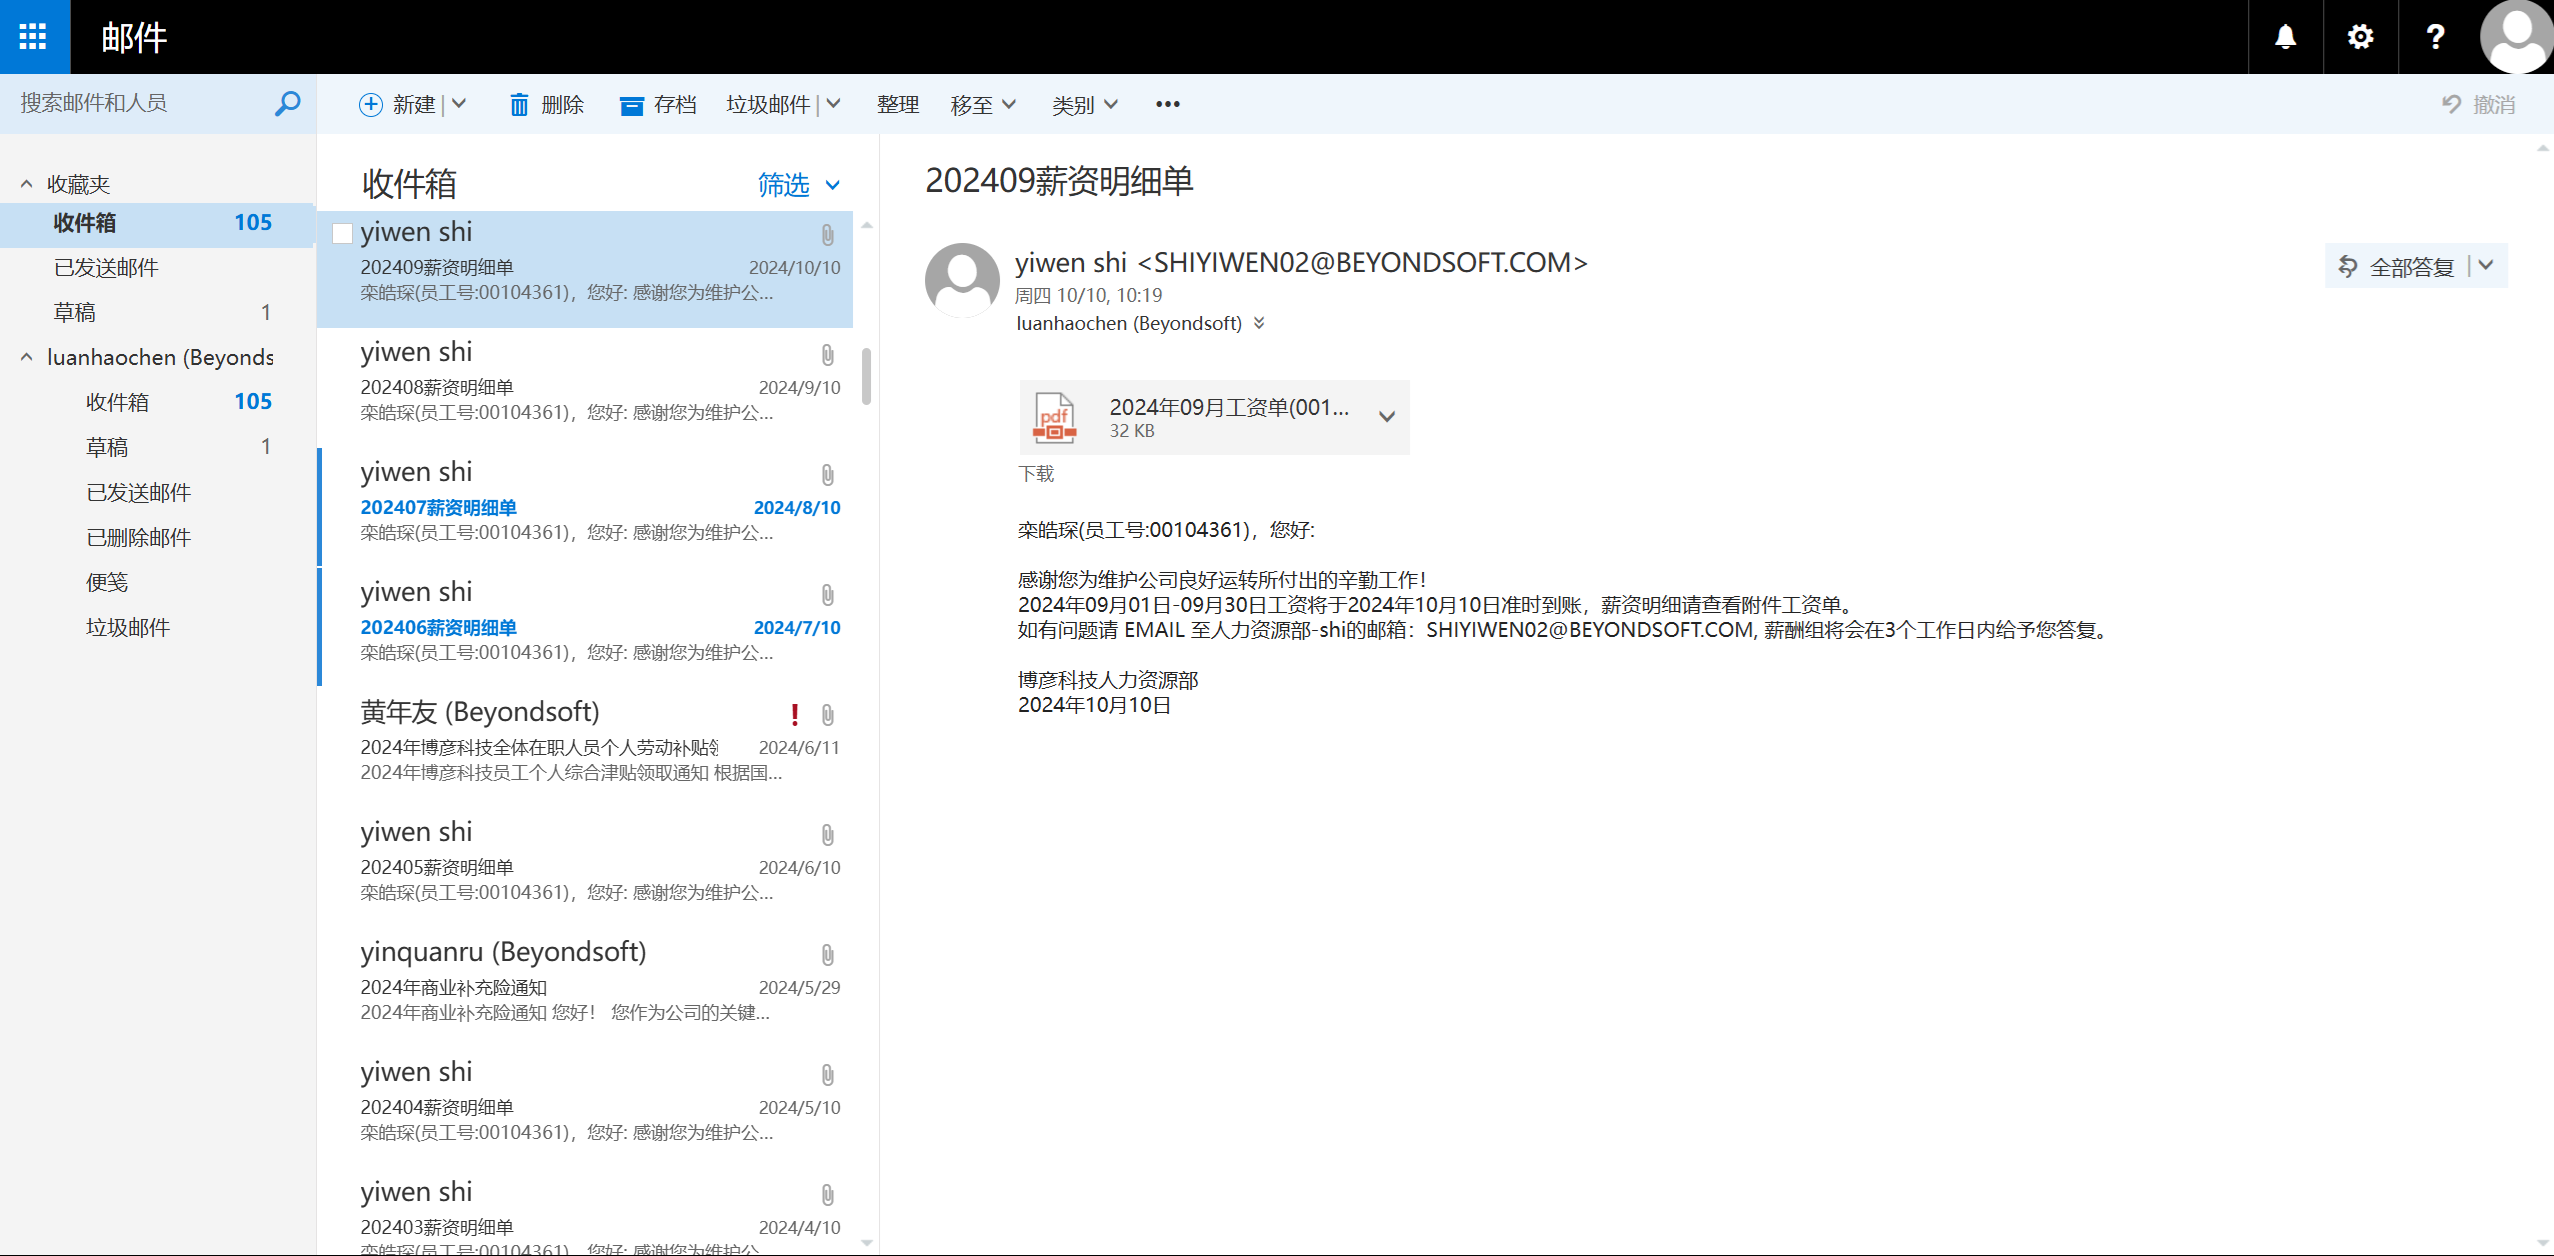 邮件
搜索邮件和人员
新建
删除
存档
垃圾邮件
整理
移至
类别
撤消
收藏夹
收件箱 105
已发送邮件
草稿 1
luanhaochen (Beyonds
收件箱 105
草稿 1
已发送邮件
已删除邮件
便笺
垃圾邮件
收件箱 筛选
yiwen shi
202409薪资明细单 2024/10/10
栾皓琛(员工号:00104361)，您好: 感谢您为维护公...
yiwen shi
202408薪资明细单 2024/9/10
栾皓琛(员工号:00104361)，您好: 感谢您为维护公...
yiwen shi
202407薪资明细单 2024/8/10
栾皓琛(员工号:00104361)，您好: 感谢您为维护公...
yiwen shi
202406薪资明细单 2024/7/10
栾皓琛(员工号:00104361)，您好: 感谢您为维护公...
黄年友 (Beyondsoft)
2024年博彦科技全体在职人员个人劳动补贴领 2024/6/11
2024年博彦科技员工个人综合津贴领取通知 根据国...
yiwen shi
202405薪资明细单 2024/6/10
栾皓琛(员工号:00104361)，您好: 感谢您为维护公...
yinquanru (Beyondsoft)
2024年商业补充险通知 2024/5/29
2024年商业补充险通知 您好！ 您作为公司的关键...
yiwen shi
202404薪资明细单 2024/5/10
栾皓琛(员工号:00104361)，您好: 感谢您为维护公...
yiwen shi
202403薪资明细单 2024/4/10
栾皓琛(员工号:00104361)，您好: 感谢您为维护公...
202409薪资明细单
yiwen shi <SHIYIWEN02@BEYONDSOFT.COM>
周四 10/10, 10:19
luanhaochen (Beyondsoft)
全部答复
pdf
2024年09月工资单(001...
32 KB
下载
栾皓琛(员工号:00104361)，您好:
感谢您为维护公司良好运转所付出的辛勤工作！
2024年09月01日-09月30日工资将于2024年10月10日准时到账，薪资明细请查看附件工资单。
如有问题请 EMAIL 至人力资源部-shi的邮箱：SHIYIWEN02@BEYONDSOFT.COM, 薪酬组将会在3个工作日内给予您答复。
博彦科技人力资源部
2024年10月10日